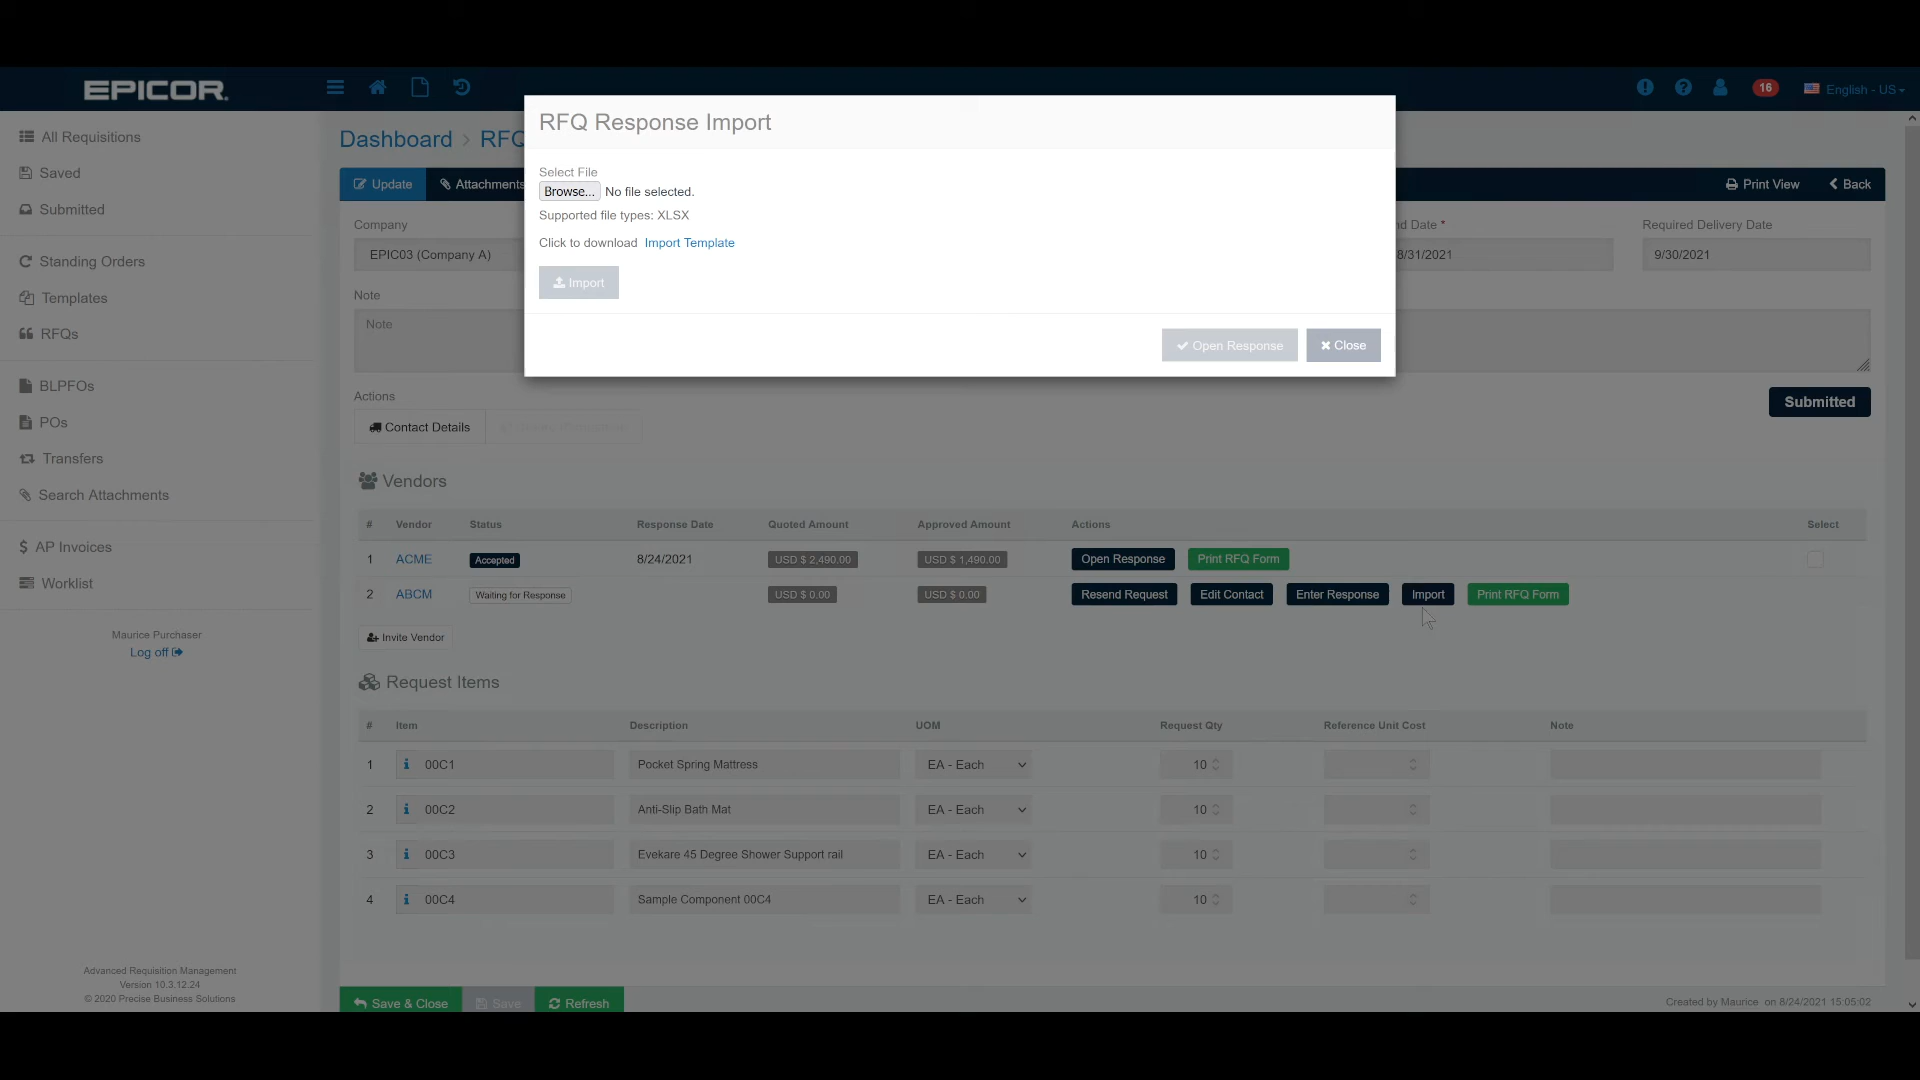 EPICOR.
16
English - US
All Requisitions
Saved
Submitted
Standing Orders
Templates
RFQs
BLPFOs
POs
Transfers
Search Attachments
AP Invoices
Worklist
Maurice Purchaser
Log off
Advanced Requisition Management
Version 10.3.12.24
© 2020 Precise Business Solutions
Dashboard > RFQ
Update Attachments Print View Back
RFQ Response Import
Select File
Browse... No file selected.
Supported file types: XLSX
Click to download Import Template
Import
Open Response Close
Company nd Date * Required Delivery Date
EPIC03 (Company A) 8/31/2021 9/30/2021
Note
Note
Actions
Submitted
Contact Details
Vendors
# Vendor Status Response Date Quoted Amount Approved Amount Actions Select
1 ACME Accepted 8/24/2021 USD $ 2,490.00 USD $ 1,490.00 Open Response Print RFQ Form
2 ABCM Waiting for Response USD $ 0.00 USD $ 0.00 Resend Request Edit Contact Enter Response Import Print RFQ Form
Invite Vendor
Request Items
# Item Description UOM Request Qty Reference Unit Cost Note
1 00C1 Pocket Spring Mattress EA - Each 10
2 00C2 Anti-Slip Bath Mat EA - Each 10
3 00C3 Evekare 45 Degree Shower Support rail EA - Each 10
4 00C4 Sample Component 00C4 EA - Each 10
Save & Close Save Refresh
Created by Maurice on 8/24/2021 15:05:02